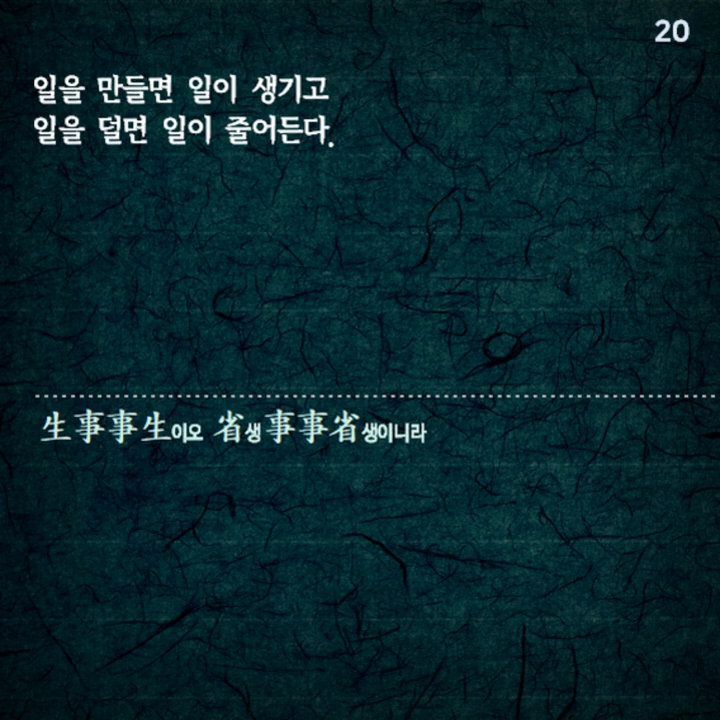 20
일을 만들면 일이 생기고
일을 덜면 일이 줄어든다.
生事事生이오 省생事事省생이니라